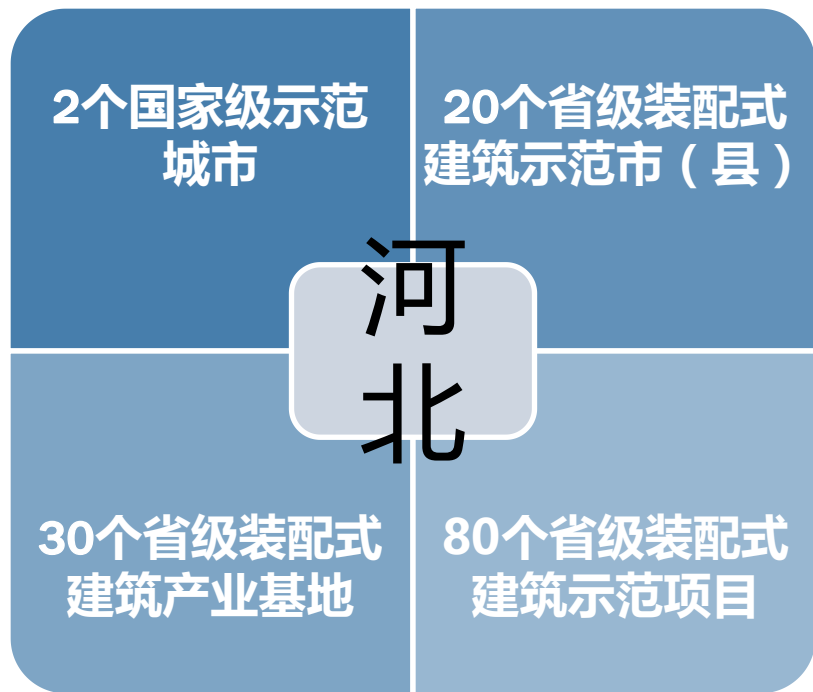 2个国家级示范
城市
20个省级装配式
建筑示范市（县）
河
北
30个省级装配式
建筑产业基地
80个省级装配式
建筑示范项目